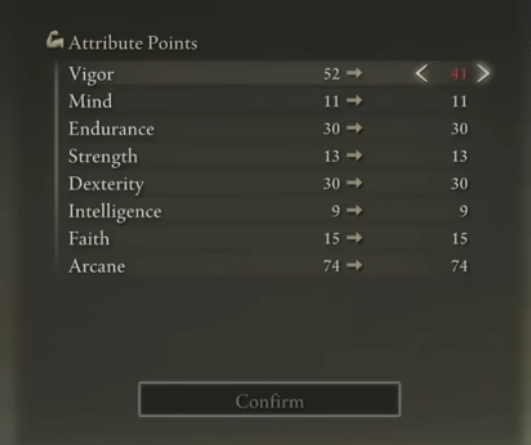 Attribute Points
Vigor 52 → < 41 >
Mind 11 → 11
Endurance 30 → 30
Strength 13 → 13
Dexterity 30 → 30
Intelligence 9 → 9
Faith 15 → 15
Arcane 74 → 74
Confirm